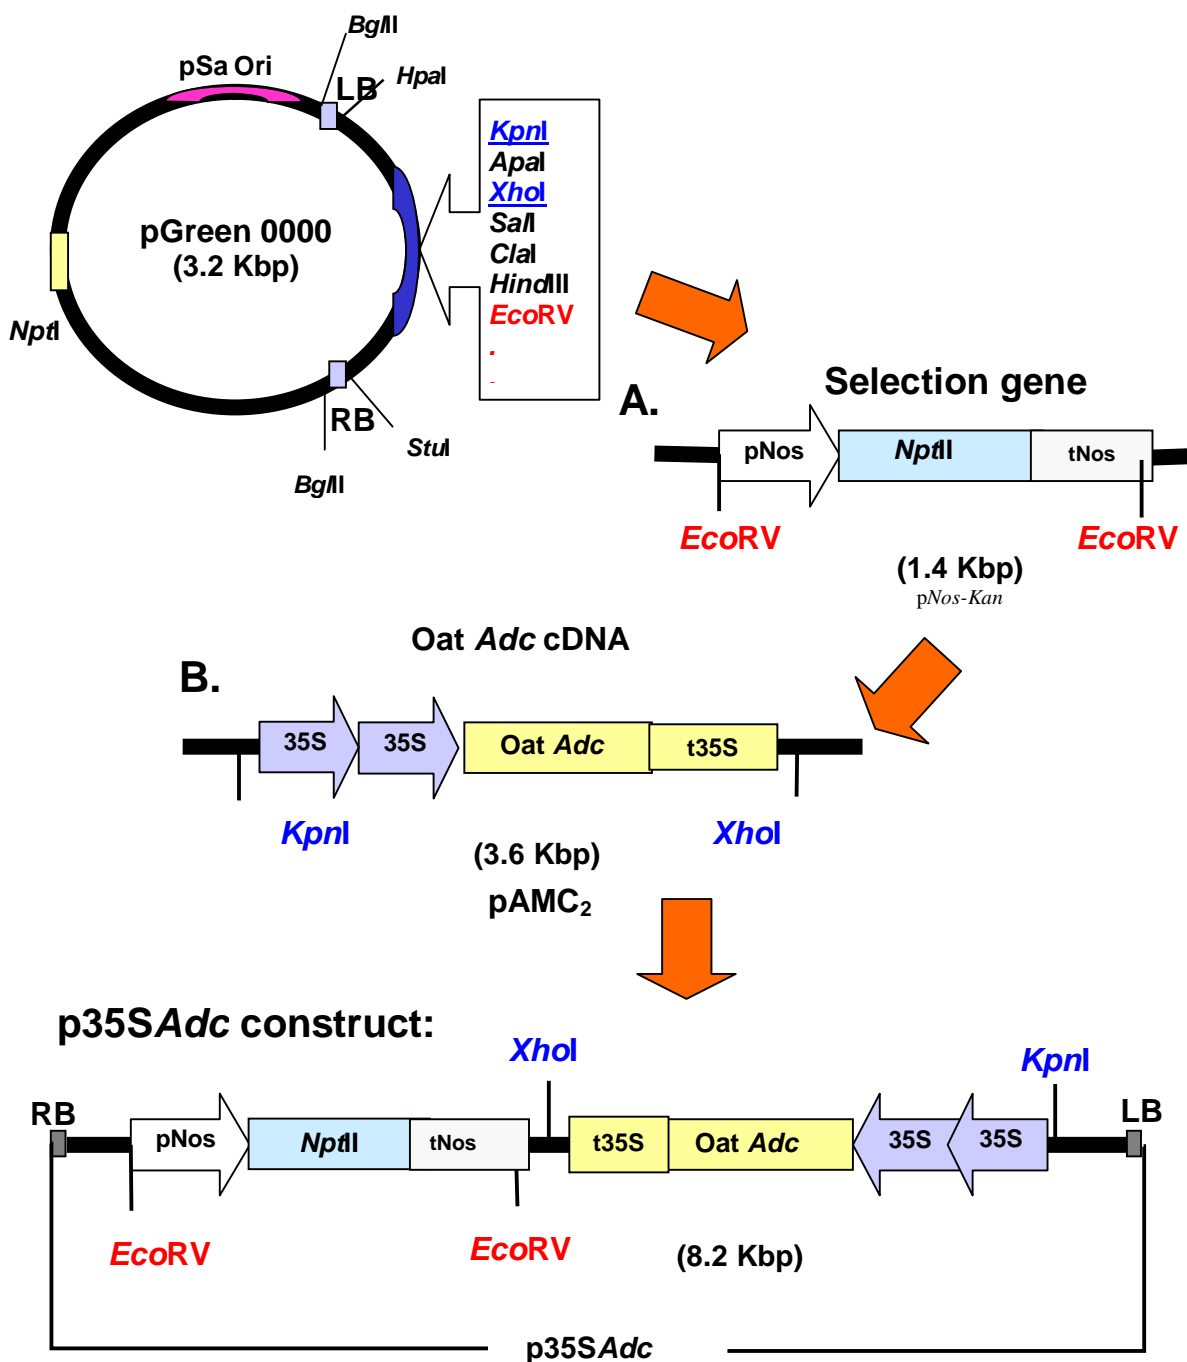 BglII
pSa Ori
LB
HpaI
KpnI
ApaI
XhoI
SalI
ClaI
HindIII
EcoRV
.
-
pGreen 0000
(3.2 Kbp)
NptI
RB
StuI
BglII
A.
Selection gene
pNos
NptII
tNos
EcoRV
EcoRV
(1.4 Kbp)
pNos-Kan
Oat Adc cDNA
B.
35S
35S
Oat Adc
t35S
KpnI
XhoI
(3.6 Kbp)
pAMC2
p35SAdc construct:
XhoI
KpnI
RB
LB
pNos
NptII
tNos
t35S
Oat Adc
35S
35S
EcoRV
EcoRV
(8.2 Kbp)
p35SAdc